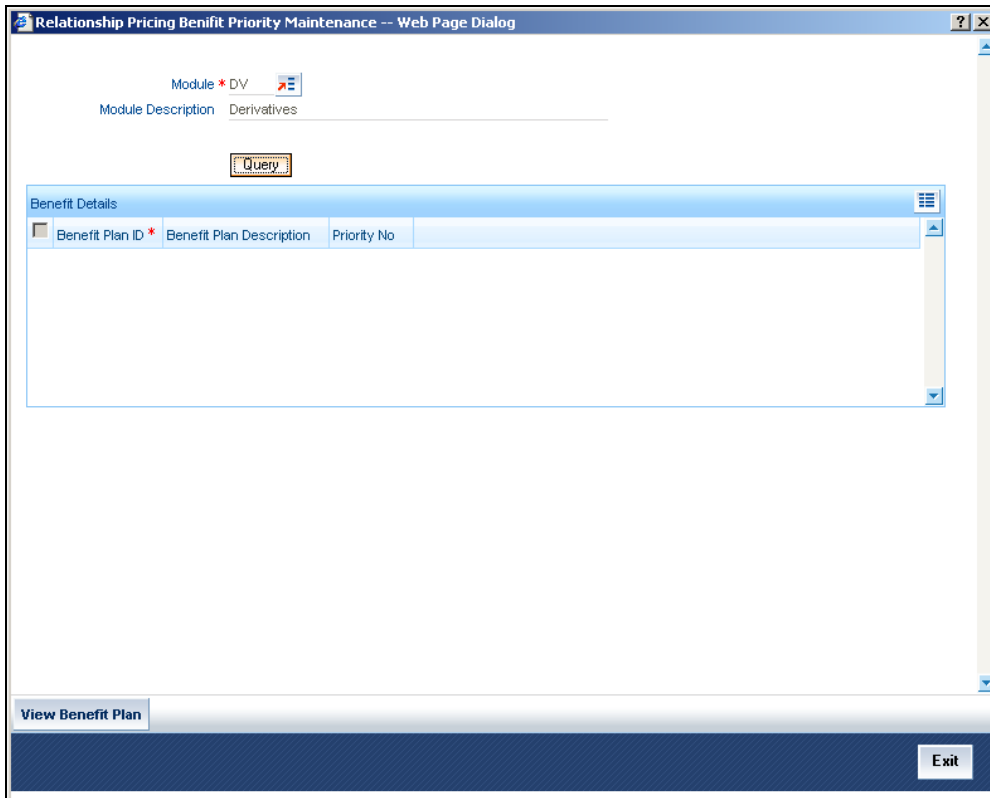 Relationship Pricing Benifit Priority Maintenance -- Web Page Dialog
Module * DV
Module Description Derivatives
Query
Benefit Details
Benefit Plan ID * Benefit Plan Description Priority No
View Benefit Plan
Exit